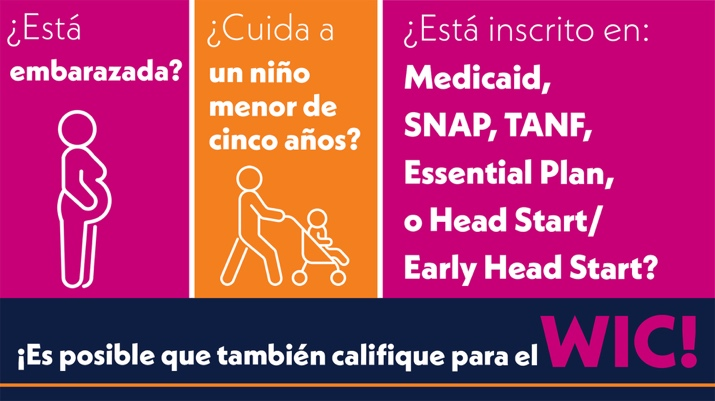 ¿Está
embarazada?
¿Cuida a
un niño
menor de
cinco años?
¿Está inscrito en:
Medicaid,
SNAP, TANF,
Essential Plan,
o Head Start/
Early Head Start?
¡Es posible que también califique para el WIC!